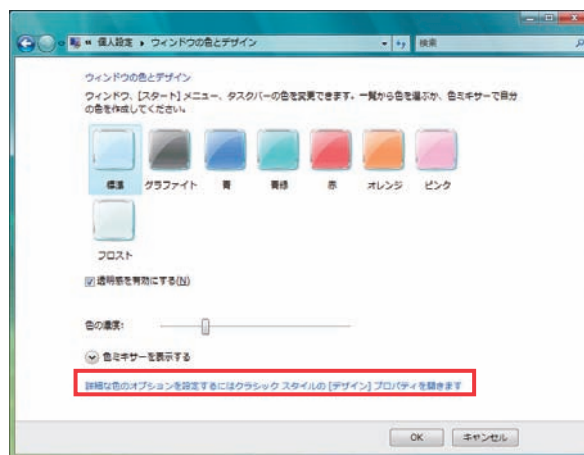 個人設定 ▸ ウィンドウの色とデザイン
検索
ウィンドウの色とデザイン
ウィンドウ、[スタート] メニュー、タスクバーの色を変更できます。一覧から色を選ぶか、色ミキサーで自分
の色を作成してください。
標準 グラファイト 青 青緑 赤 オレンジ ピンク
フロスト
透明感を有効にする(N)
色の濃度:
色ミキサーを表示する
詳細な色のオプションを設定するにはクラシック スタイルの [デザイン] プロパティを開きます
OK キャンセル